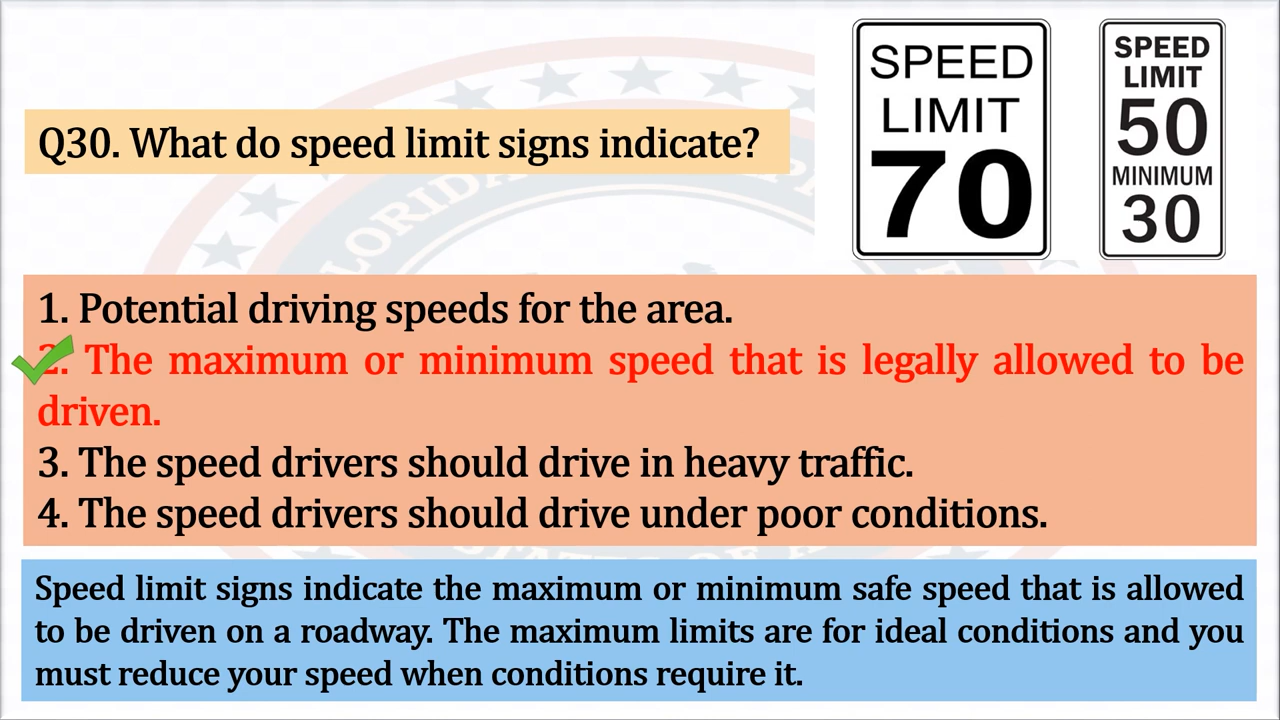 SPEED
LIMIT
70
SPEED
LIMIT
50
MINIMUM
30
Q30. What do speed limit signs indicate?
1. Potential driving speeds for the area.
2. The maximum or minimum speed that is legally allowed to be
driven.
3. The speed drivers should drive in heavy traffic.
4. The speed drivers should drive under poor conditions.
Speed limit signs indicate the maximum or minimum safe speed that is allowed
to be driven on a roadway. The maximum limits are for ideal conditions and you
must reduce your speed when conditions require it.